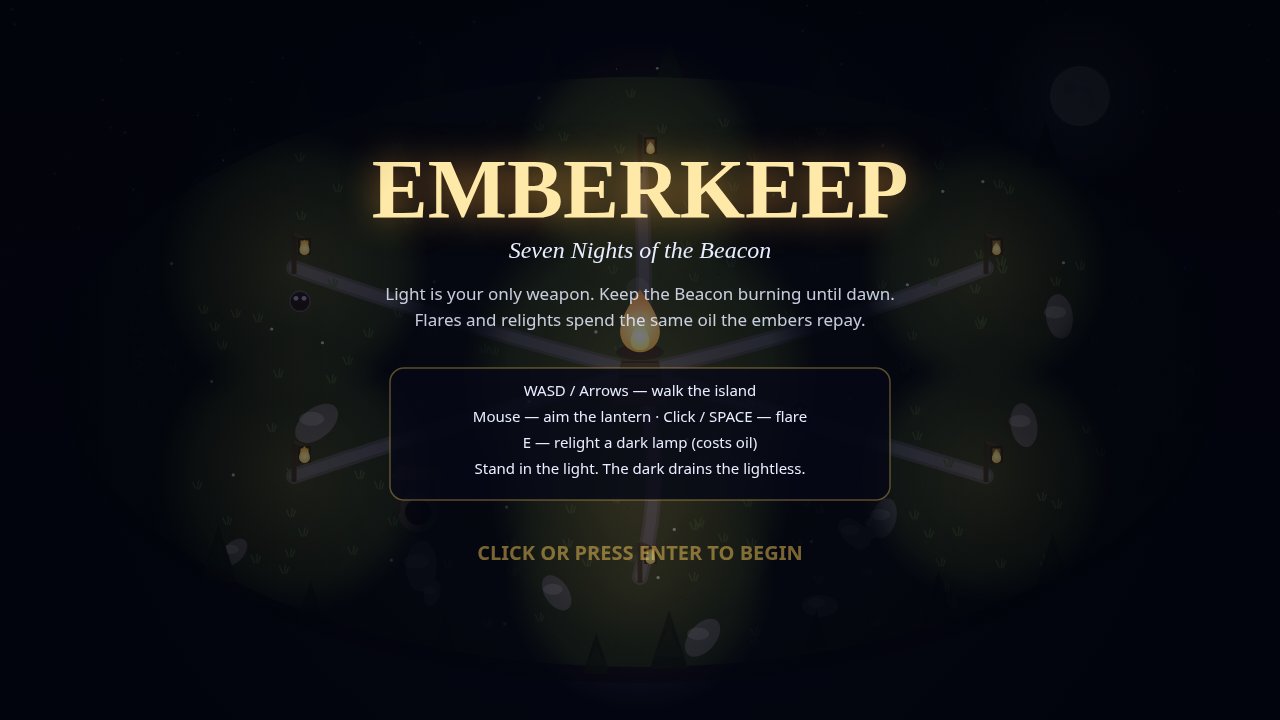 EMBERKEEP
Seven Nights of the Beacon
Light is your only weapon. Keep the Beacon burning until dawn.
Flares and relights spend the same oil the embers repay.
WASD / Arrows — walk the island
Mouse — aim the lantern · Click / SPACE — flare
E — relight a dark lamp (costs oil)
Stand in the light. The dark drains the lightless.
CLICK OR PRESS ENTER TO BEGIN